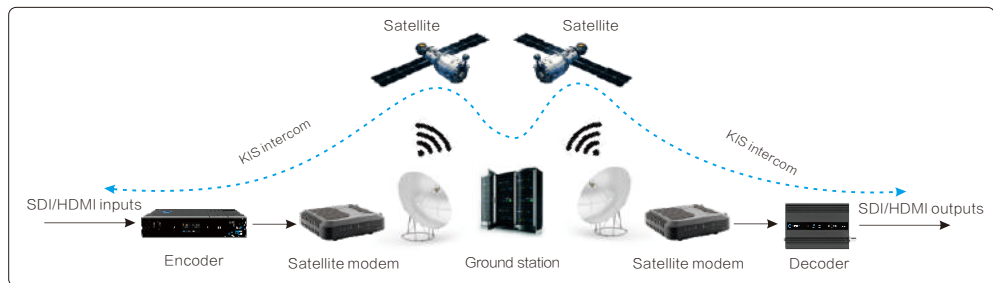 Satellite
Satellite
KIS intercom
KIS intercom
SDI/HDMI inputs
SDI/HDMI outputs
Encoder
Satellite modem
Ground station
Satellite modem
Decoder